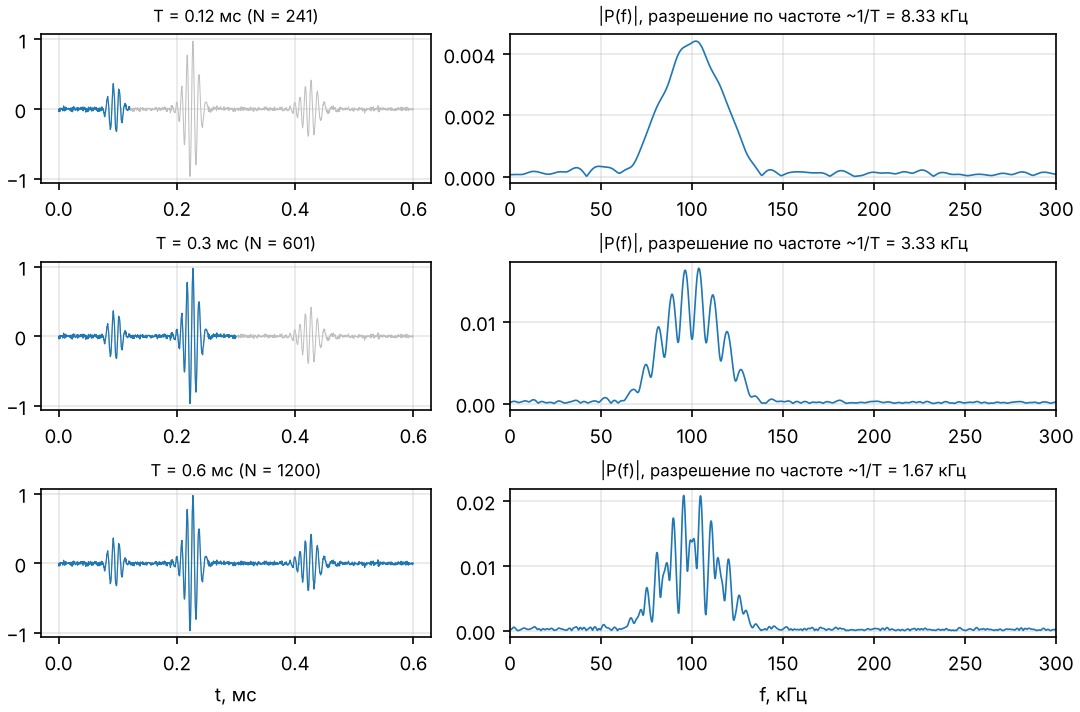 T = 0.12 мс (N = 241)
|P(f)|, разрешение по частоте ~1/T = 8.33 кГц
1
0
−1
0.0 0.2 0.4 0.6
0.004
0.002
0.000
0 50 100 150 200 250 300
T = 0.3 мс (N = 601)
|P(f)|, разрешение по частоте ~1/T = 3.33 кГц
1
0
−1
0.0 0.2 0.4 0.6
0.01
0.00
0 50 100 150 200 250 300
T = 0.6 мс (N = 1200)
|P(f)|, разрешение по частоте ~1/T = 1.67 кГц
1
0
−1
0.0 0.2 0.4 0.6
t, мс
0.02
0.01
0.00
0 50 100 150 200 250 300
f, кГц